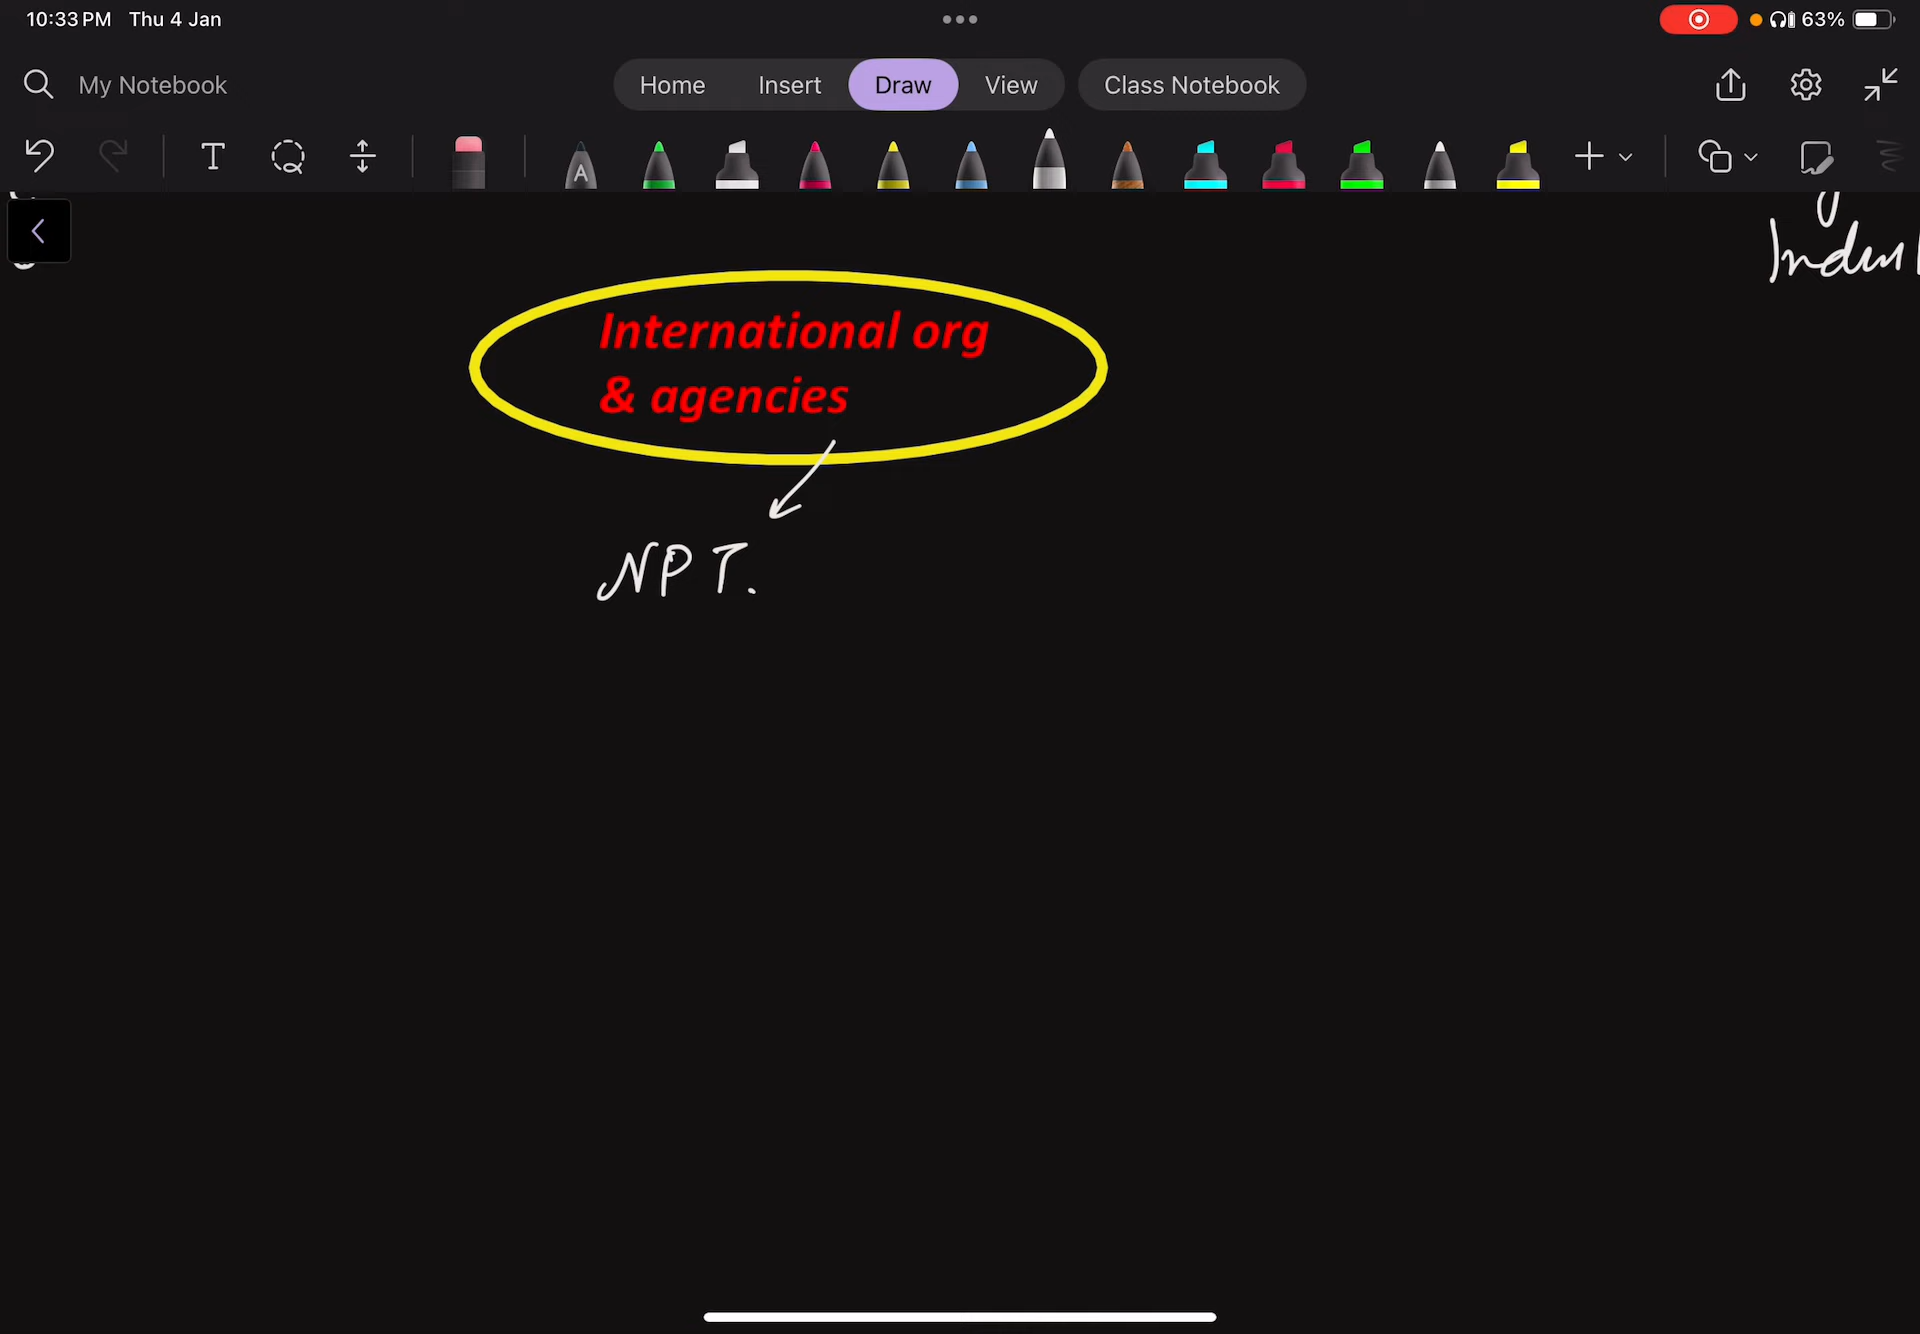 10:33 PM Thu 4 Jan
63%
My Notebook
Home Insert Draw View Class Notebook
T
A
International org
& agencies
NPT.